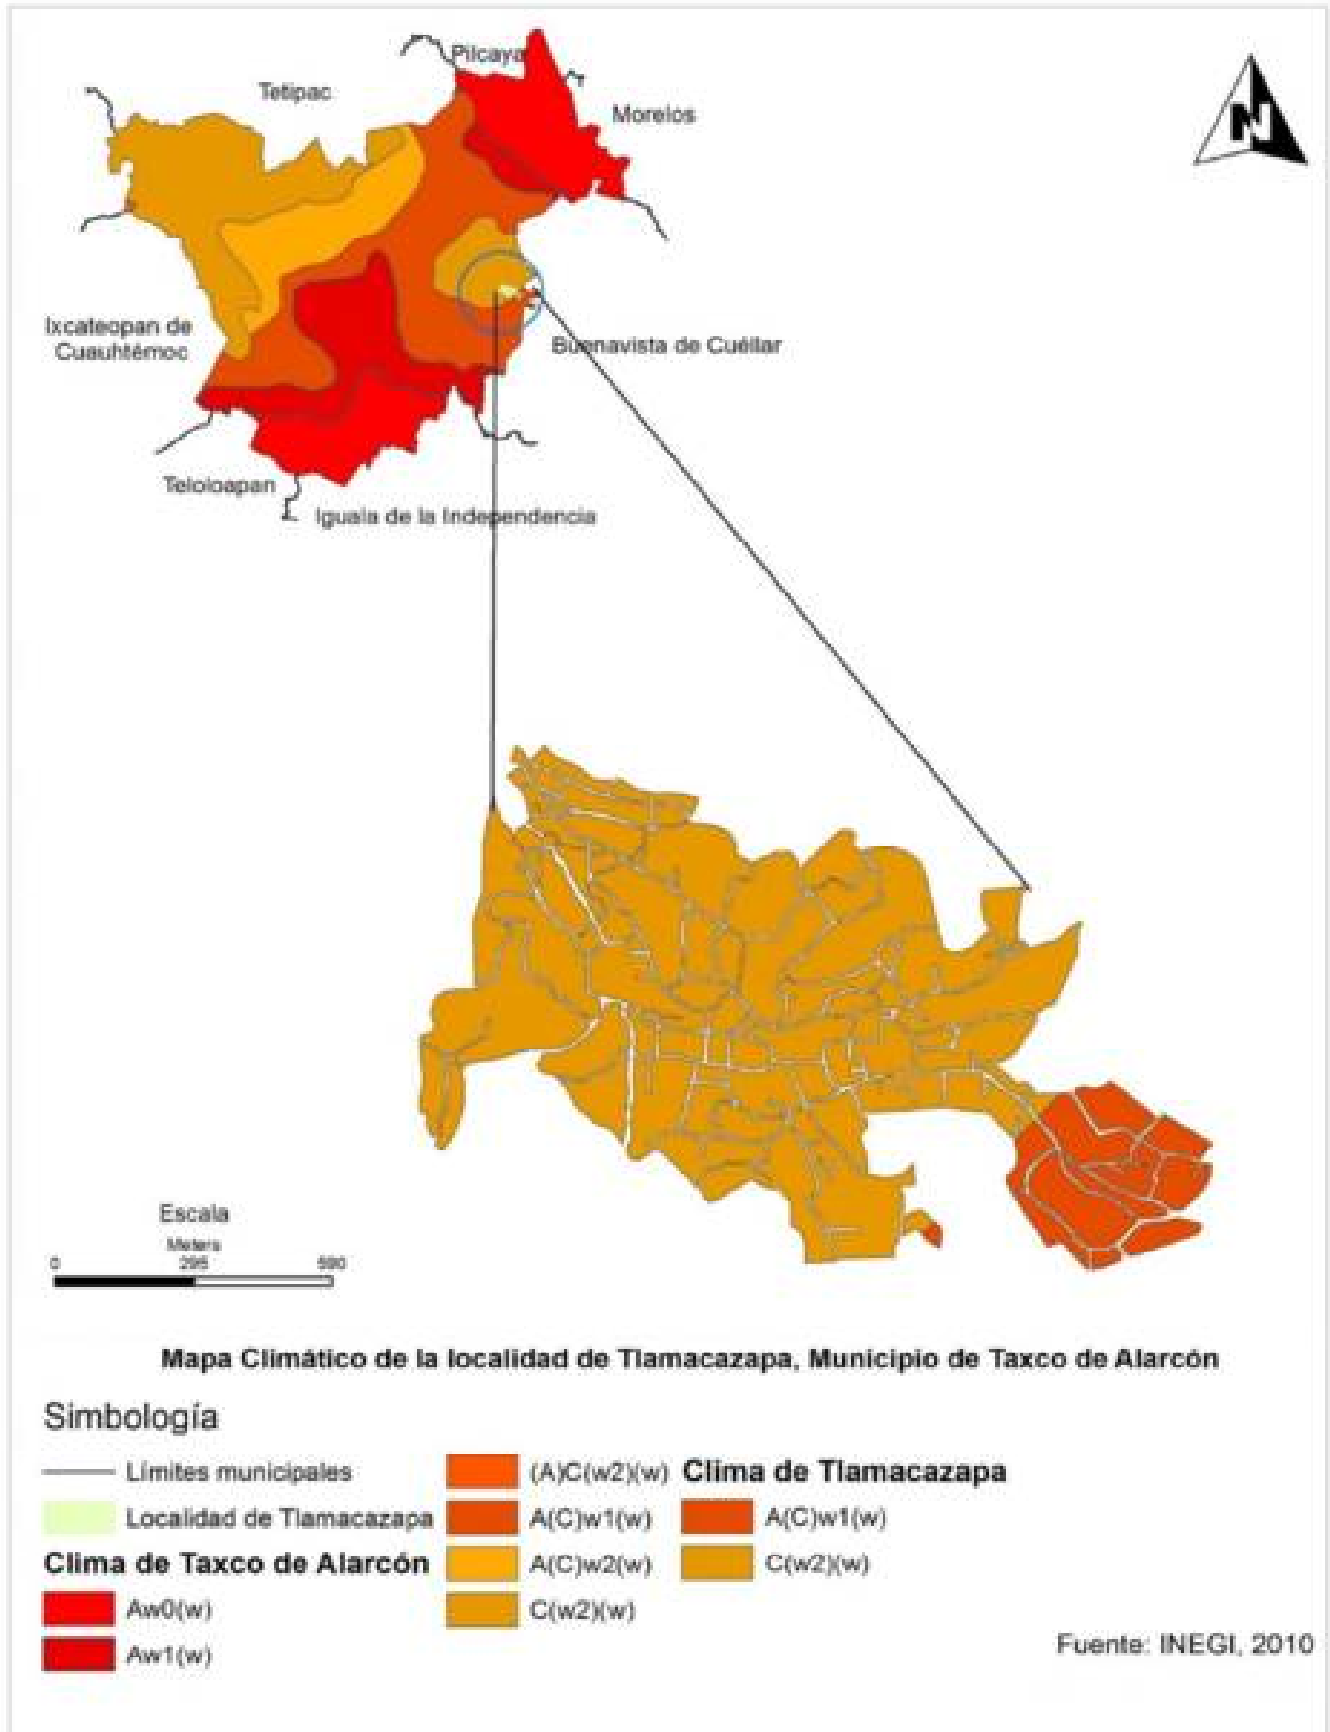 Pilcaya
Tetipac
Morelos
N
Ixcateopan de
Cuauhtémoc
Buenavista de Cuéllar
Teloloapan
Iguala de la Independencia
Escala
Meters
0 295 590
Mapa Climático de la localidad de Tlamacazapa, Municipio de Taxco de Alarcón
Simbología
Límites municipales
Localidad de Tlamacazapa
Clima de Taxco de Alarcón
Aw0(w)
Aw1(w)
(A)C(w2)(w)
A(C)w1(w)
A(C)w2(w)
C(w2)(w)
Clima de Tlamacazapa
A(C)w1(w)
C(w2)(w)
Fuente: INEGI, 2010